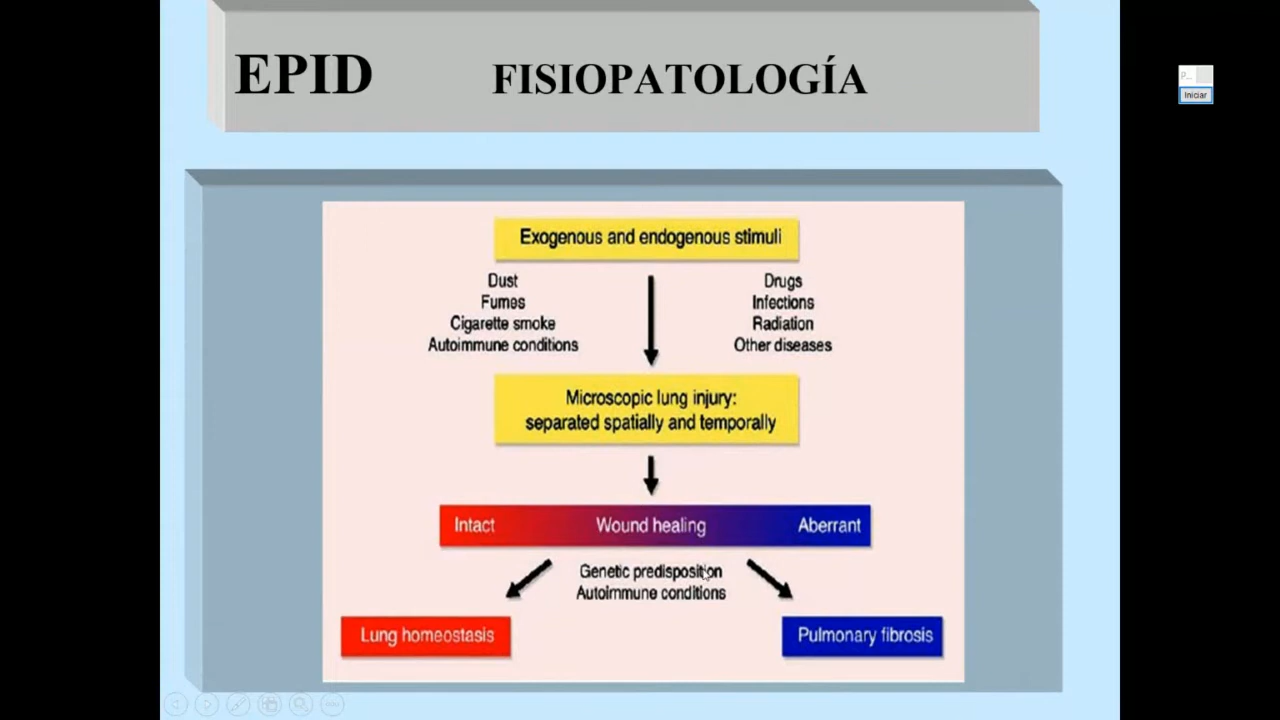 EPID FISIOPATOLOGÍA
P...
Iniciar
Exogenous and endogenous stimuli
Dust
Fumes
Cigarette smoke
Autoimmune conditions
Drugs
Infections
Radiation
Other diseases
Microscopic lung injury:
separated spatially and temporally
Intact Wound healing Aberrant
Genetic predisposition
Autoimmune conditions
Lung homeostasis
Pulmonary fibrosis